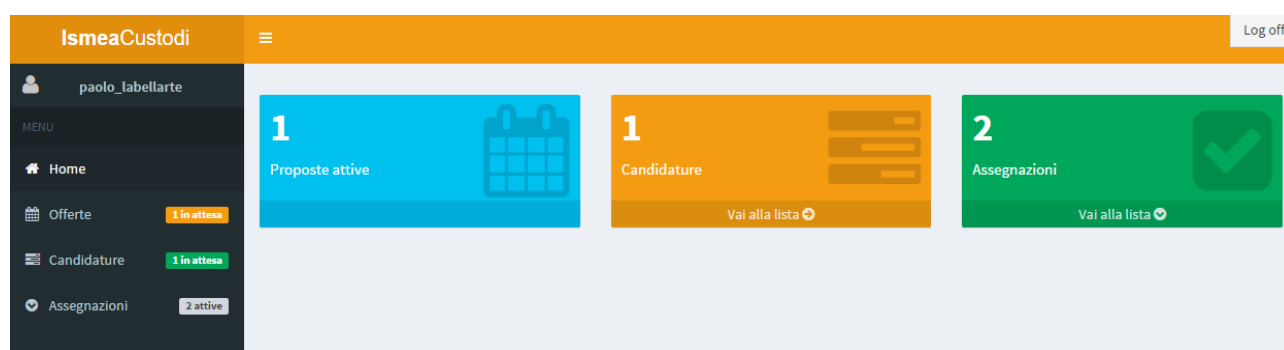 IsmeaCustodi
Log off
paolo_labellarte
MENU
Home
Offerte 1 in attesa
Candidature 1 in attesa
Assegnazioni 2 attive
1
Proposte attive
1
Candidature
Vai alla lista
2
Assegnazioni
Vai alla lista